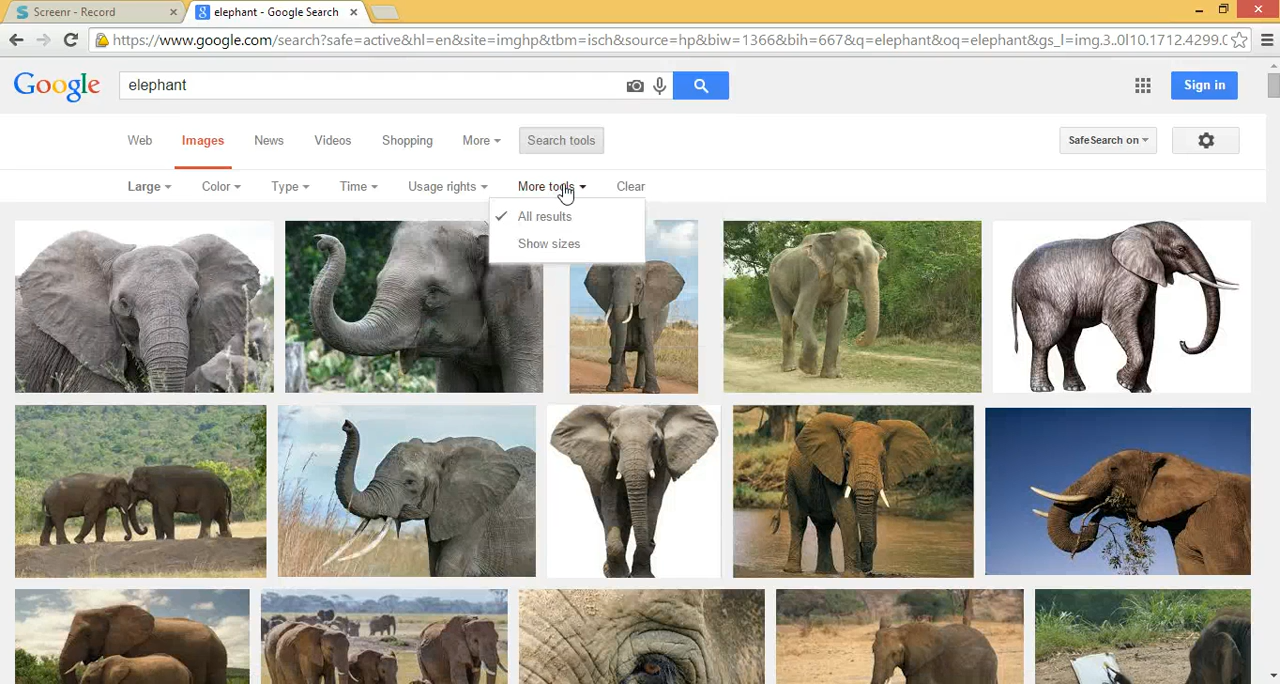 Screenr - Record
elephant - Google Search
https://www.google.com/search?safe=active&hl=en&site=imghp&tbm=isch&source=hp&biw=1366&bih=667&q=elephant&oq=elephant&gs_l=img.3..0l10.1712.4299.0
Google
elephant
Sign in
Web Images News Videos Shopping More Search tools
SafeSearch on
Large Color Type Time Usage rights More tools Clear
All results
Show sizes